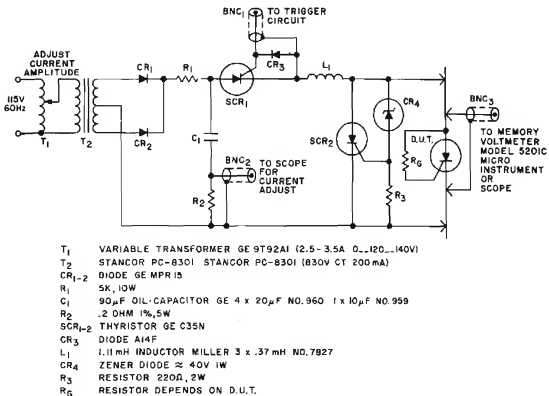 BNC1 TO TRIGGER
CIRCUIT
ADJUST
CURRENT
AMPLITUDE
115V
60Hz
T1
T2
CR1
CR2
R1
SCR1
CR3
L1
C1
BNC2
TO SCOPE
FOR
CURRENT
ADJUST
R2
SCR2
CR4
R3
D.U.T.
RG
BNC3
TO MEMORY
VOLTMETER
MODEL 5201C
MICRO
INSTRUMENT
OR
SCOPE
T1 VARIABLE TRANSFORMER GE 9T92A1 (2.5-3.5A 0__120__140V)
T2 STANCOR PC-8301 STANCOR PC-8301 (830V CT 200mA)
CR1-2 DIODE GE MPR 15
R1 5K, 10W
C1 90μF OIL-CAPACITOR GE 4 x 20μF NO.960 1 x 10μF NO.959
R2 .2 OHM 1%, 5W
SCR1-2 THYRISTOR GE C35N
CR3 DIODE A14F
L1 1.11 mH INDUCTOR MILLER 3 x .37 mH NO. 7827
CR4 ZENER DIODE ≈ 40V 1W
R3 RESISTOR 220Ω, 2W
RG RESISTOR DEPENDS ON D.U.T.